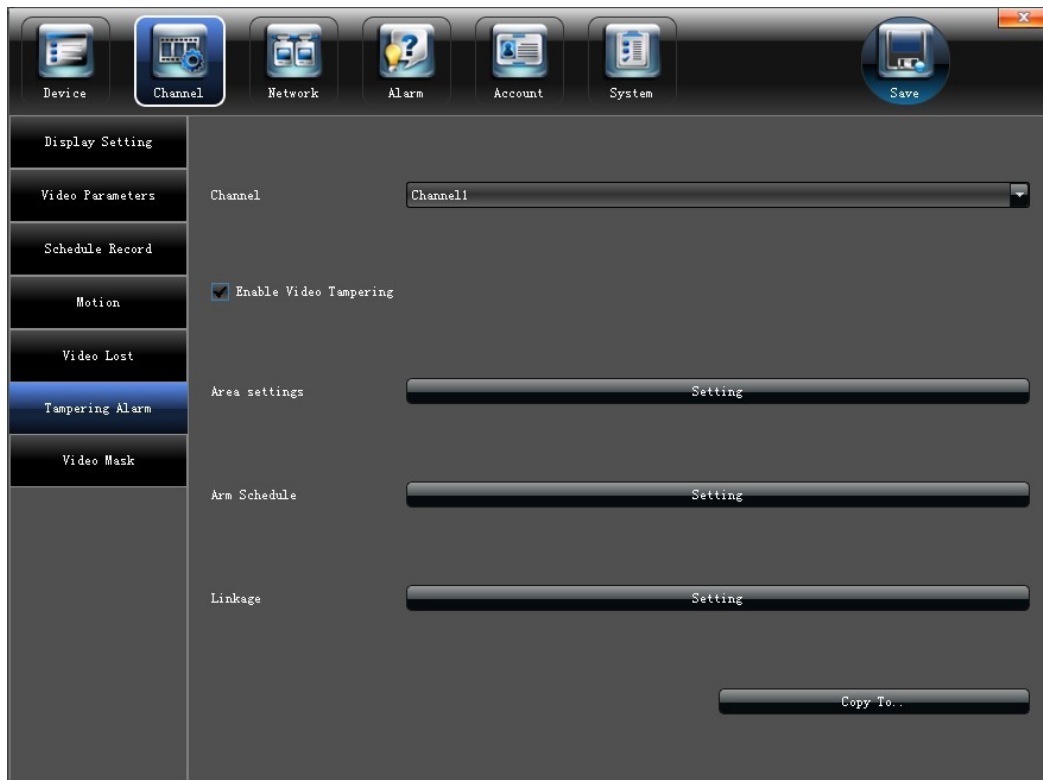 Device Channel Network Alarm Account System Save
Display Setting
Video Parameters
Channel Channel1
Schedule Record
Enable Video Tampering
Motion
Video Lost
Area settings Setting
Tampering Alarm
Video Mask
Arm Schedule Setting
Linkage Setting
Copy To..